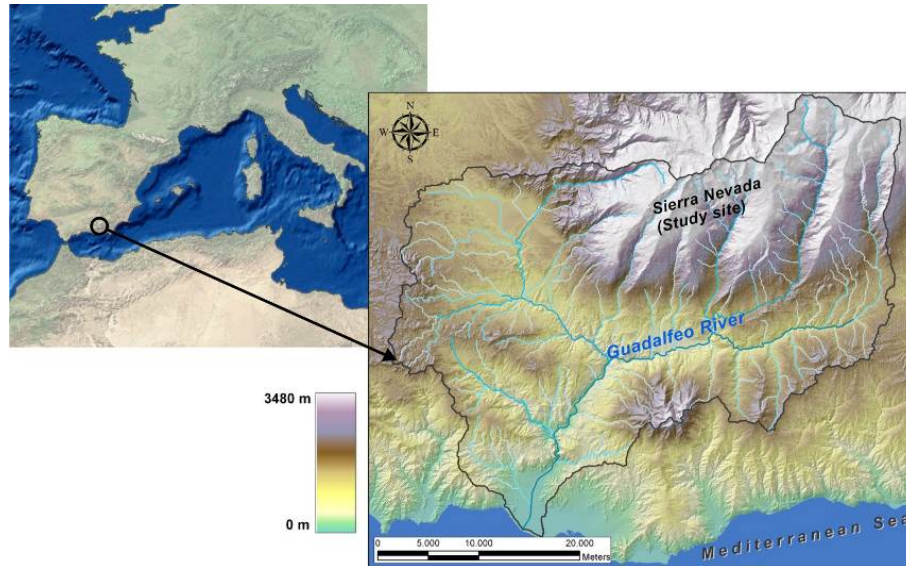 N
W E
S
Sierra Nevada
(Study site)
Guadalfeo River
3480 m
0 m
0 5.000 10.000 20.000
Meters
Mediterranean Sea